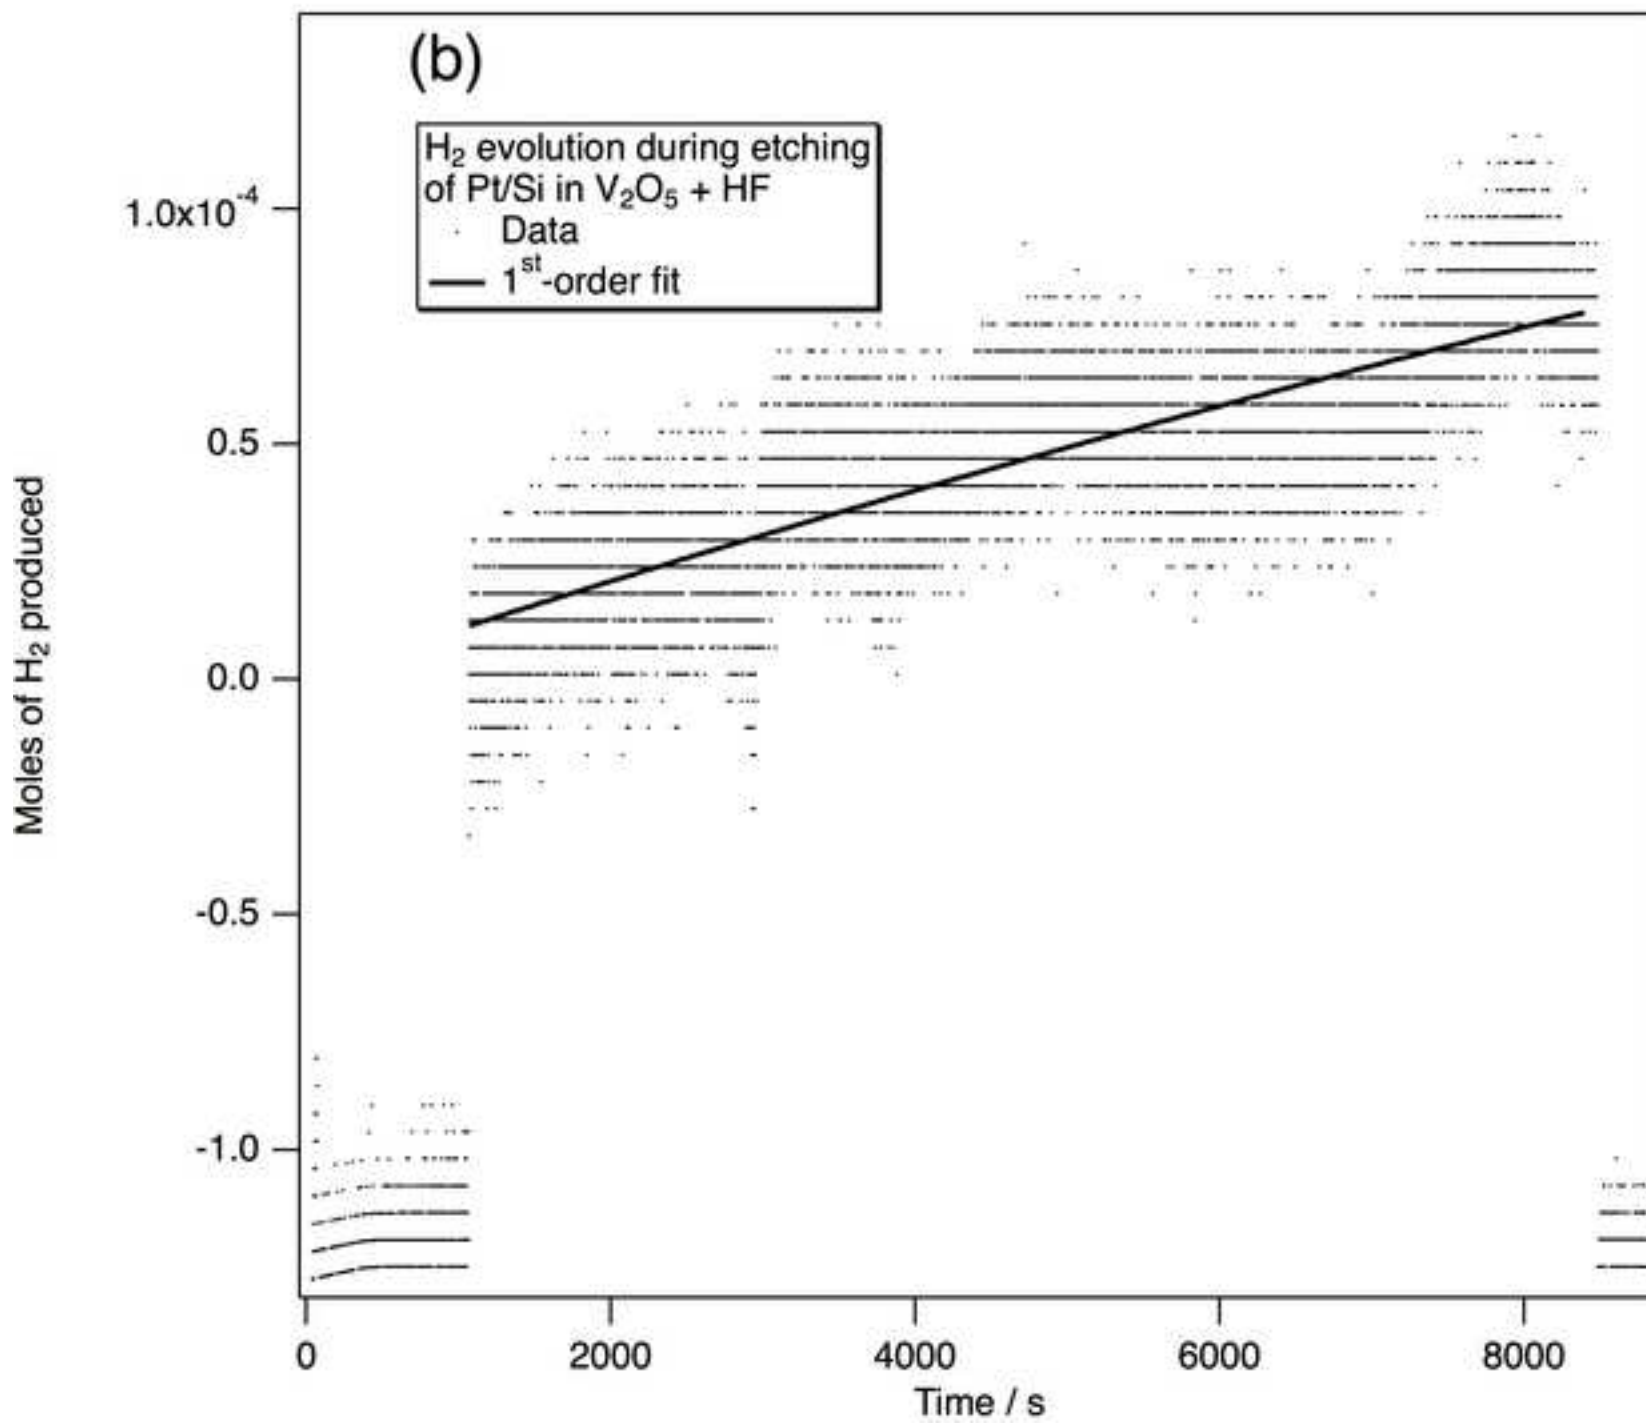 (b)
H₂ evolution during etching
of Pt/Si in V₂O₅ + HF
Data
1ˢᵗ-order fit
1.0x10⁻⁴
0.5
0.0
-0.5
-1.0
Moles of H₂ produced
0 2000 4000 6000 8000
Time / s